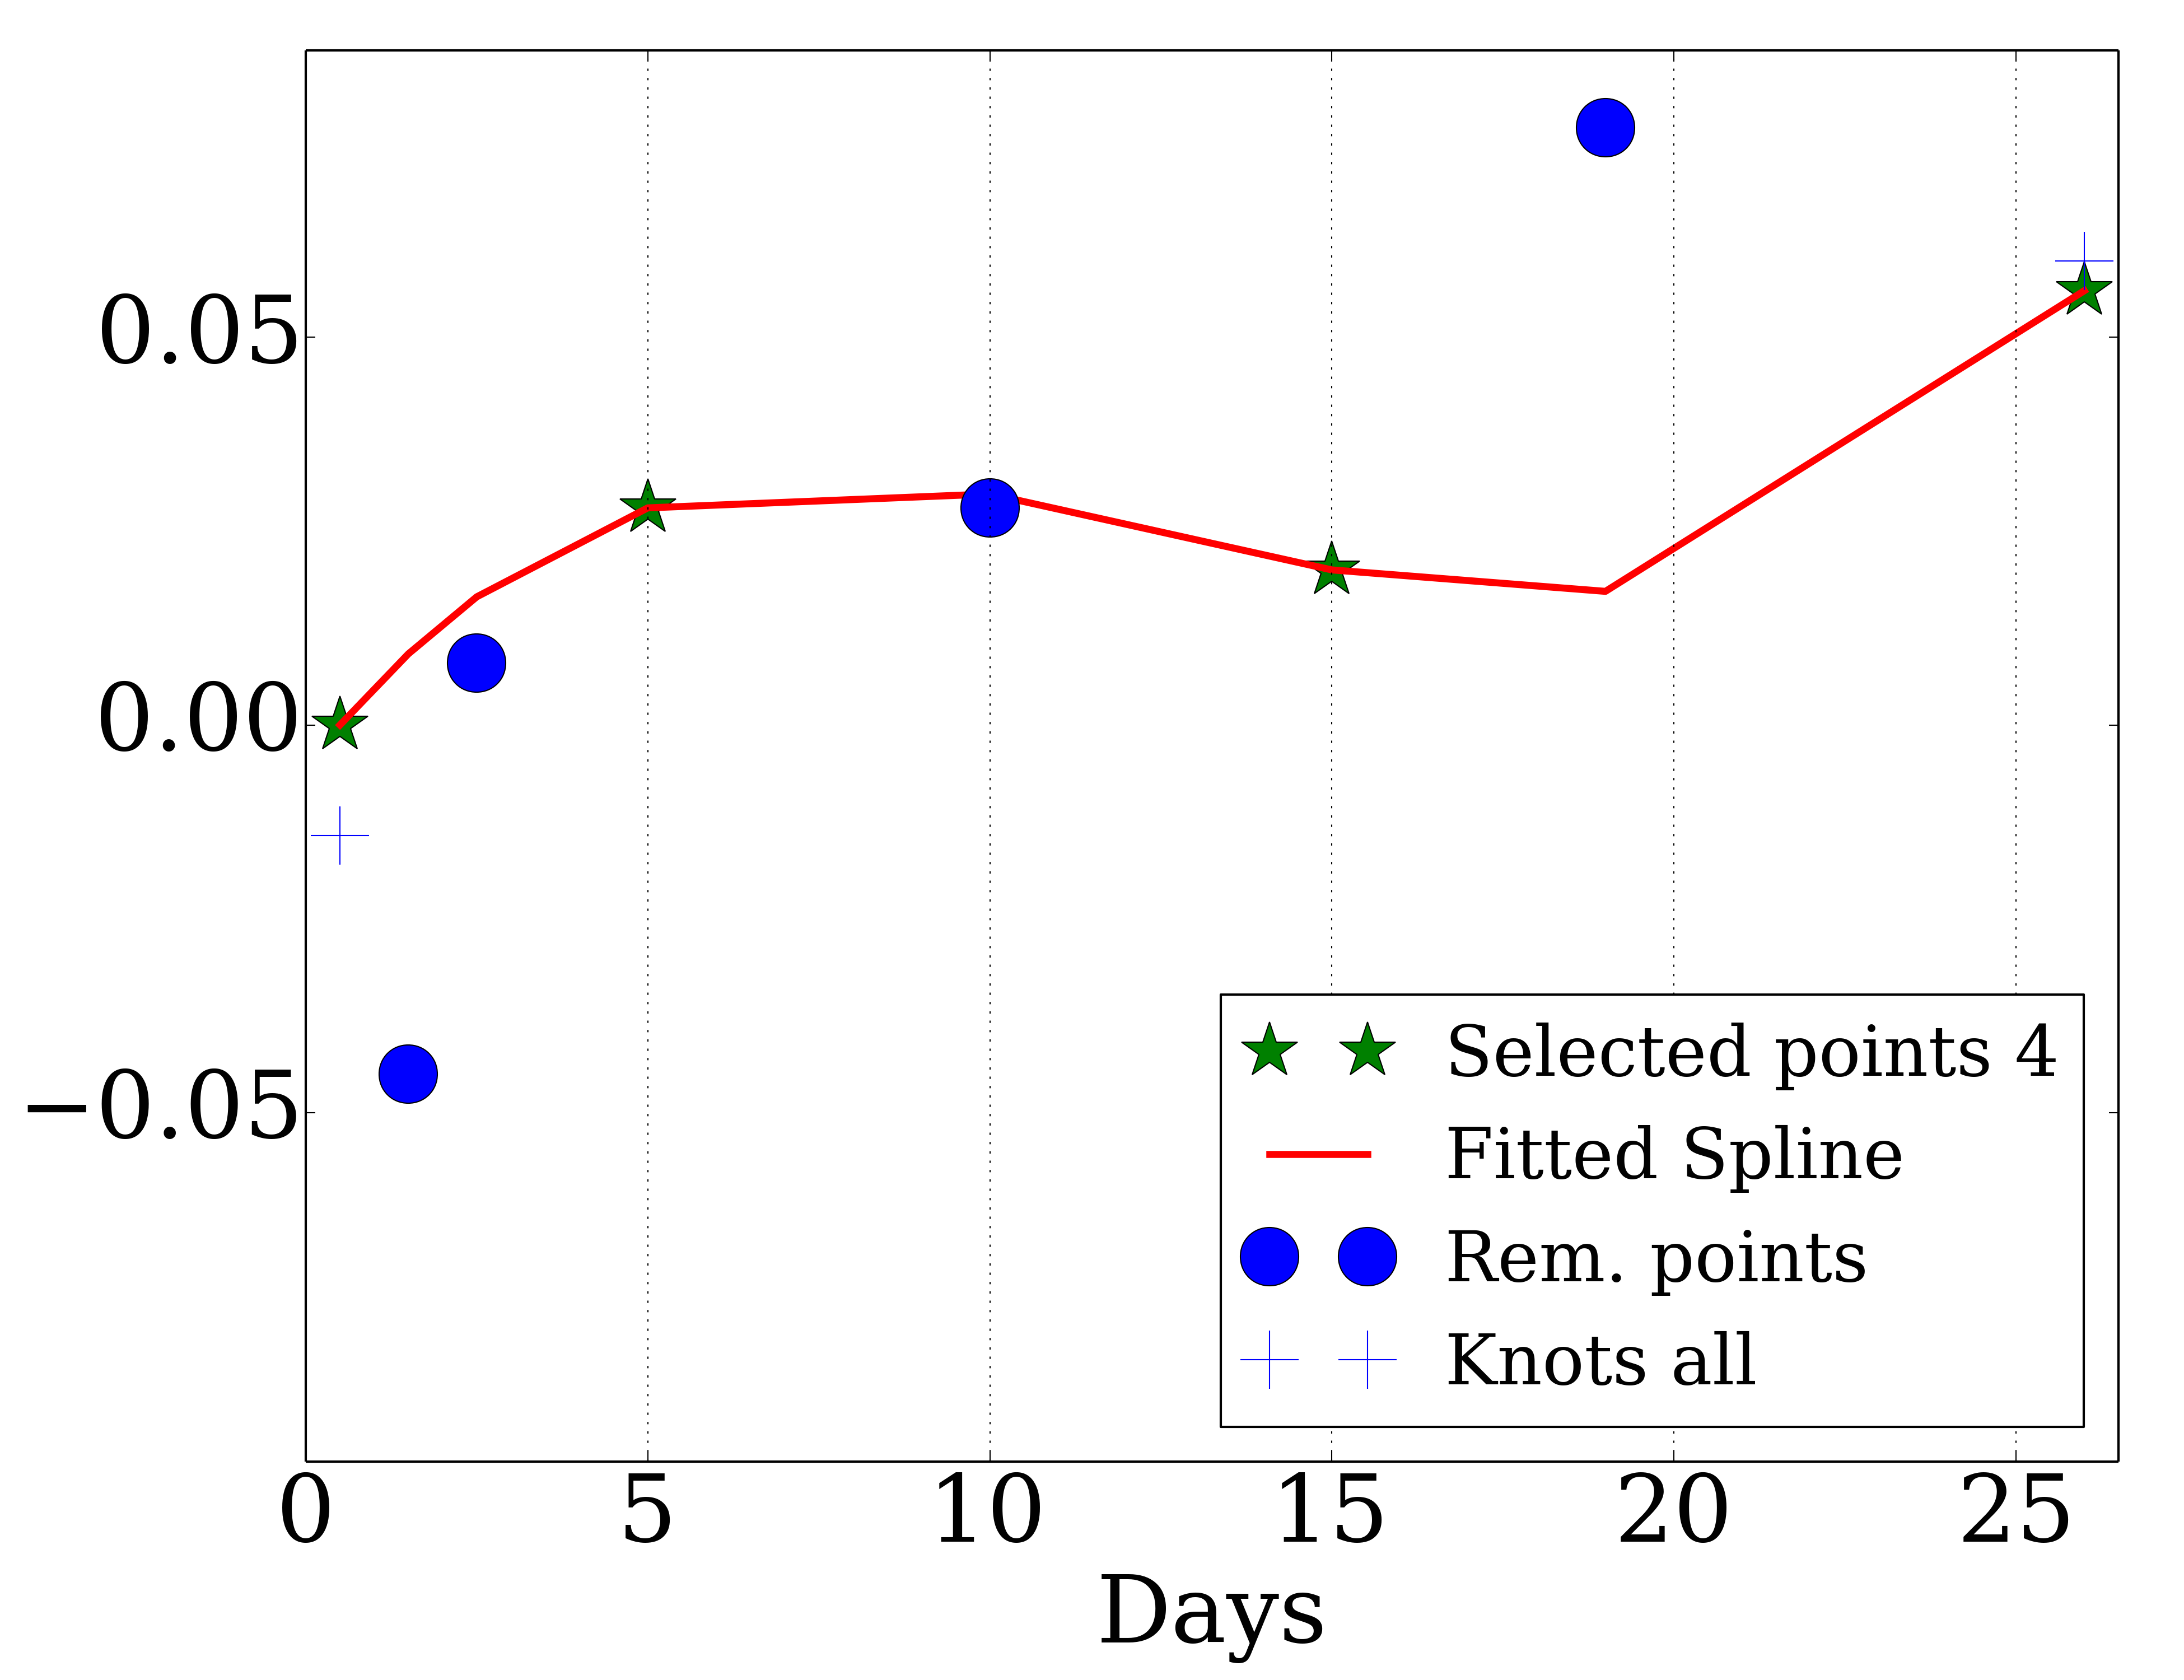 0.05
0.00
−0.05
Selected points 4
Fitted Spline
Rem. points
Knots all
0 5 10 15 20 25
Days